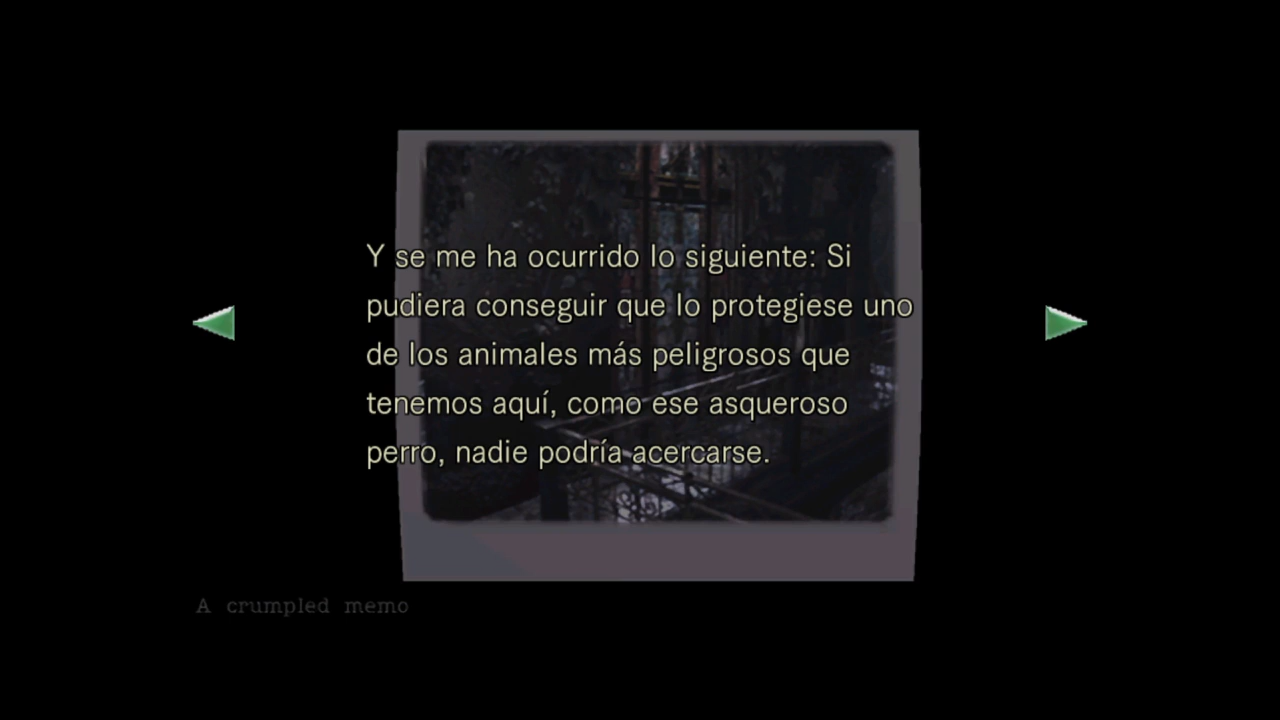 Y se me ha ocurrido lo siguiente: Si
pudiera conseguir que lo protegiese uno
de los animales más peligrosos que
tenemos aquí, como ese asqueroso
perro, nadie podría acercarse.
A crumpled memo